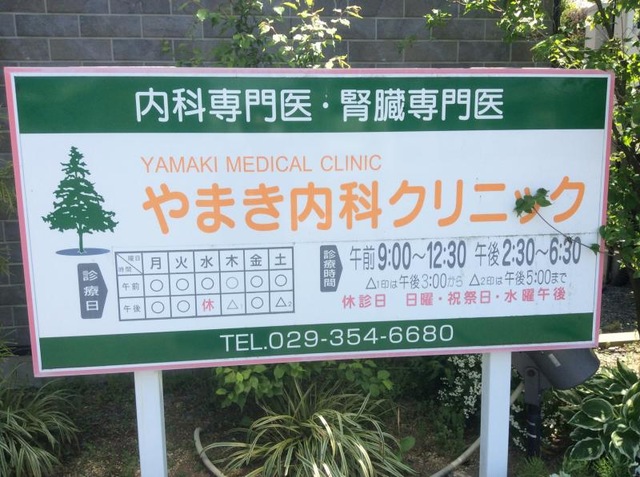 内科専門医・腎臓専門医
YAMAKI MEDICAL CLINIC
やまき内科クリニック
診療日
曜日 時間 月 火 水 木 金 土
午前 ○ ○ ○ ○ ○ ○
午後 ○ ○ 休 △1 ○ △2
診療時間
午前 9:00〜12:30 午後 2:30〜6:30
△1印は午後3:00から △2印は午後5:00まで
休診日 日曜・祝祭日・水曜午後
TEL.029-354-6680